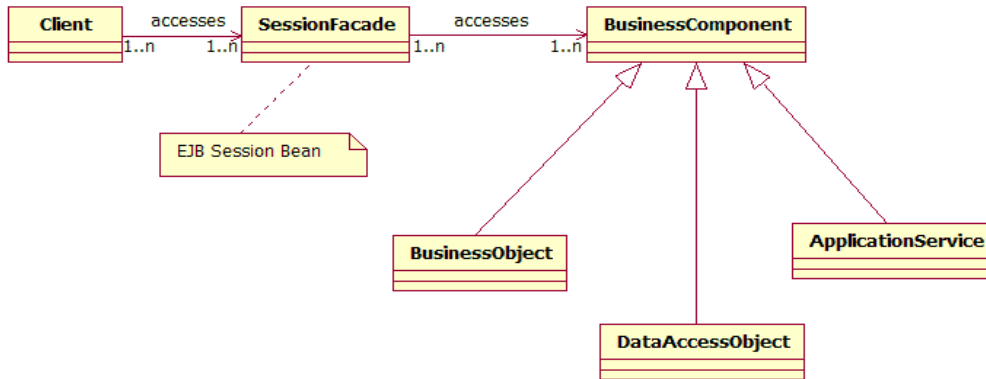 accesses
accesses
Client
SessionFacade
BusinessComponent
1..n
1..n
1..n
1..n
EJB Session Bean
BusinessObject
ApplicationService
DataAccessObject